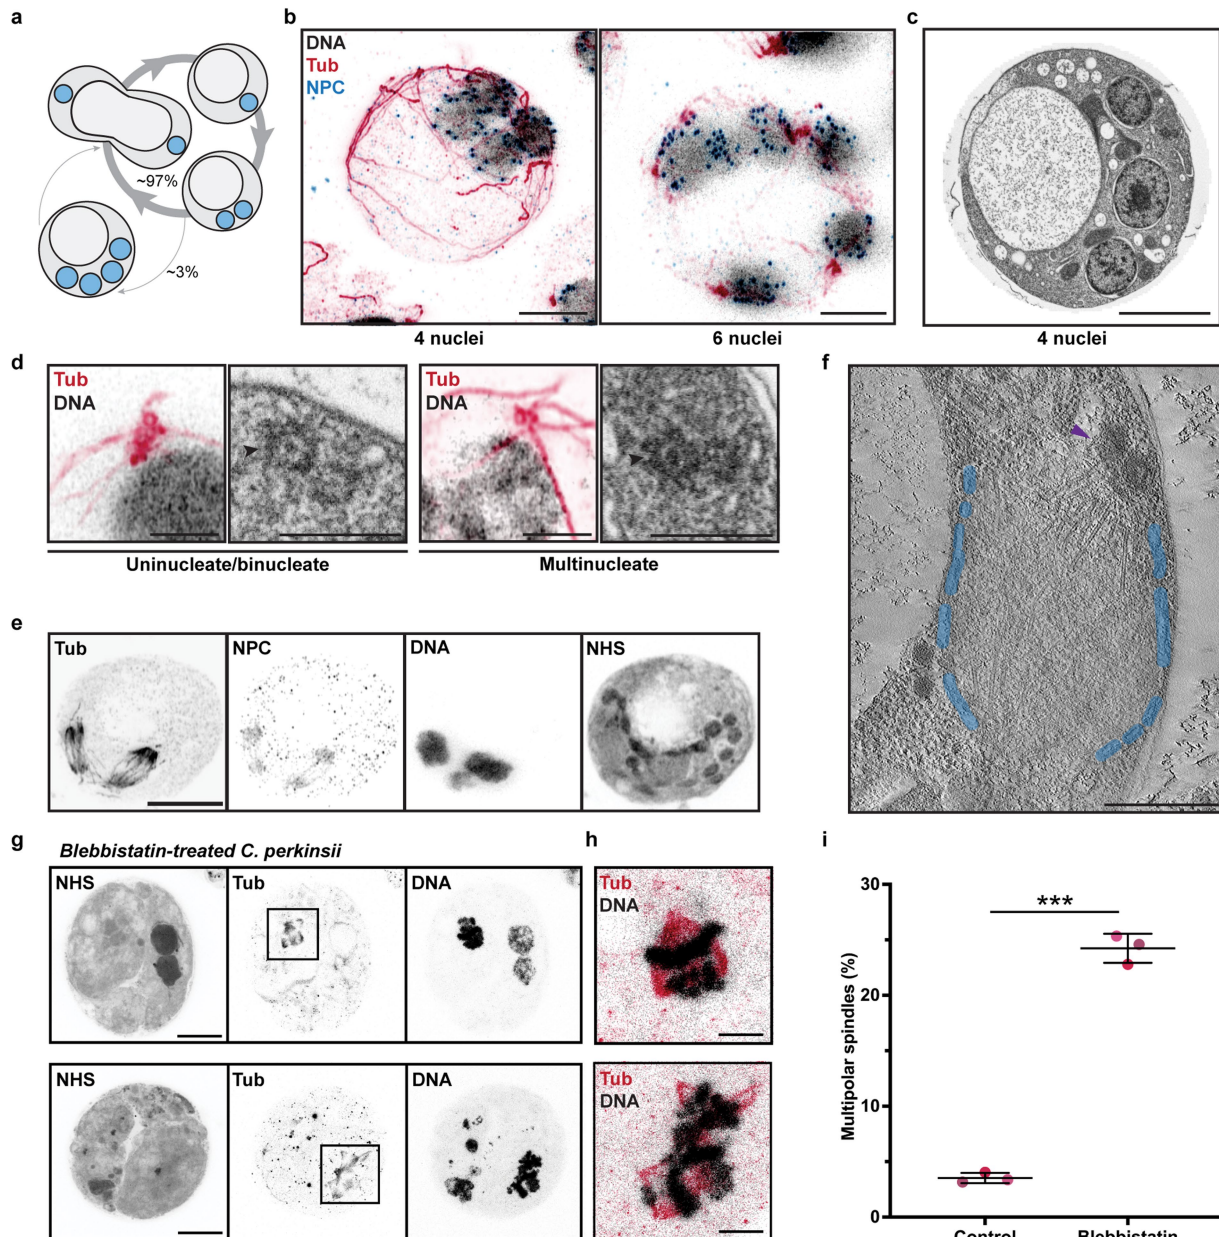 a
~97%
~3%
b
DNA
Tub
NPC
4 nuclei
6 nuclei
c
4 nuclei
d
Tub
DNA
Tub
DNA
Uninucleate/binucleate
Multinucleate
e
Tub
NPC
DNA
NHS
f
g
Blebbistatin-treated C. perkinsii
NHS
Tub
DNA
NHS
Tub
DNA
h
Tub
DNA
Tub
DNA
i
Multipolar spindles (%)
30
20
10
0
***
Control
Blebbistatin